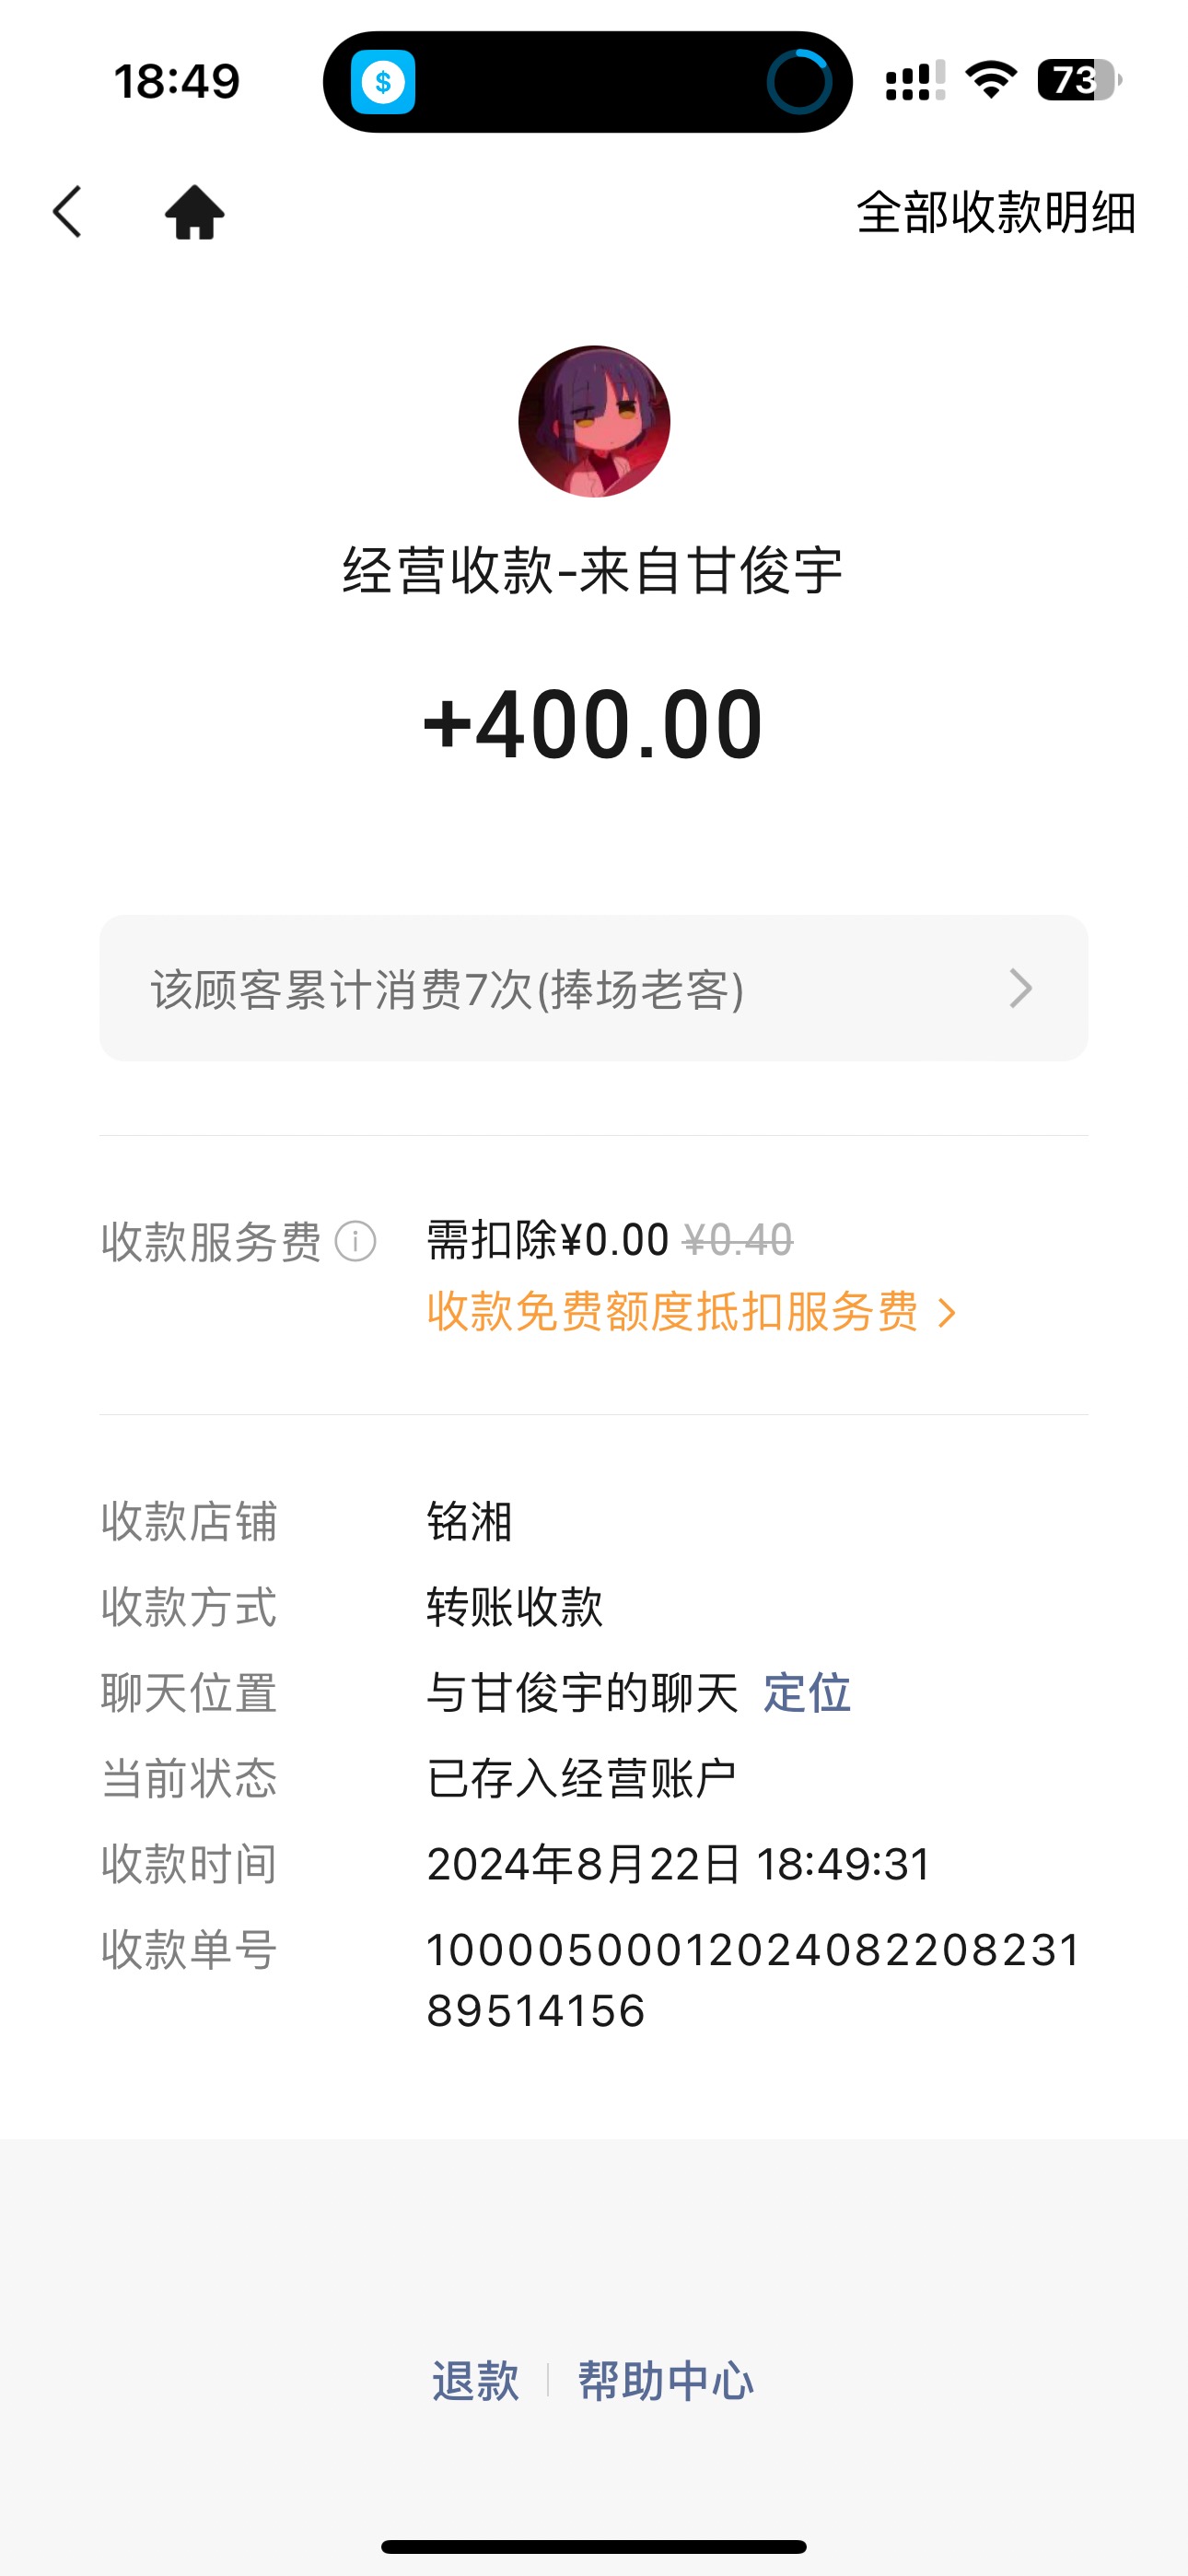 18:49
73
全部收款明细
经营收款-来自甘俊宇
+400.00
该顾客累计消费7次(捧场老客)
收款服务费 需扣除¥0.00 ¥0.40
收款免费额度抵扣服务费
收款店铺 铭湘
收款方式 转账收款
聊天位置 与甘俊宇的聊天 定位
当前状态 已存入经营账户
收款时间 2024年8月22日 18:49:31
收款单号 10000500012024082208231
89514156
退款 帮助中心